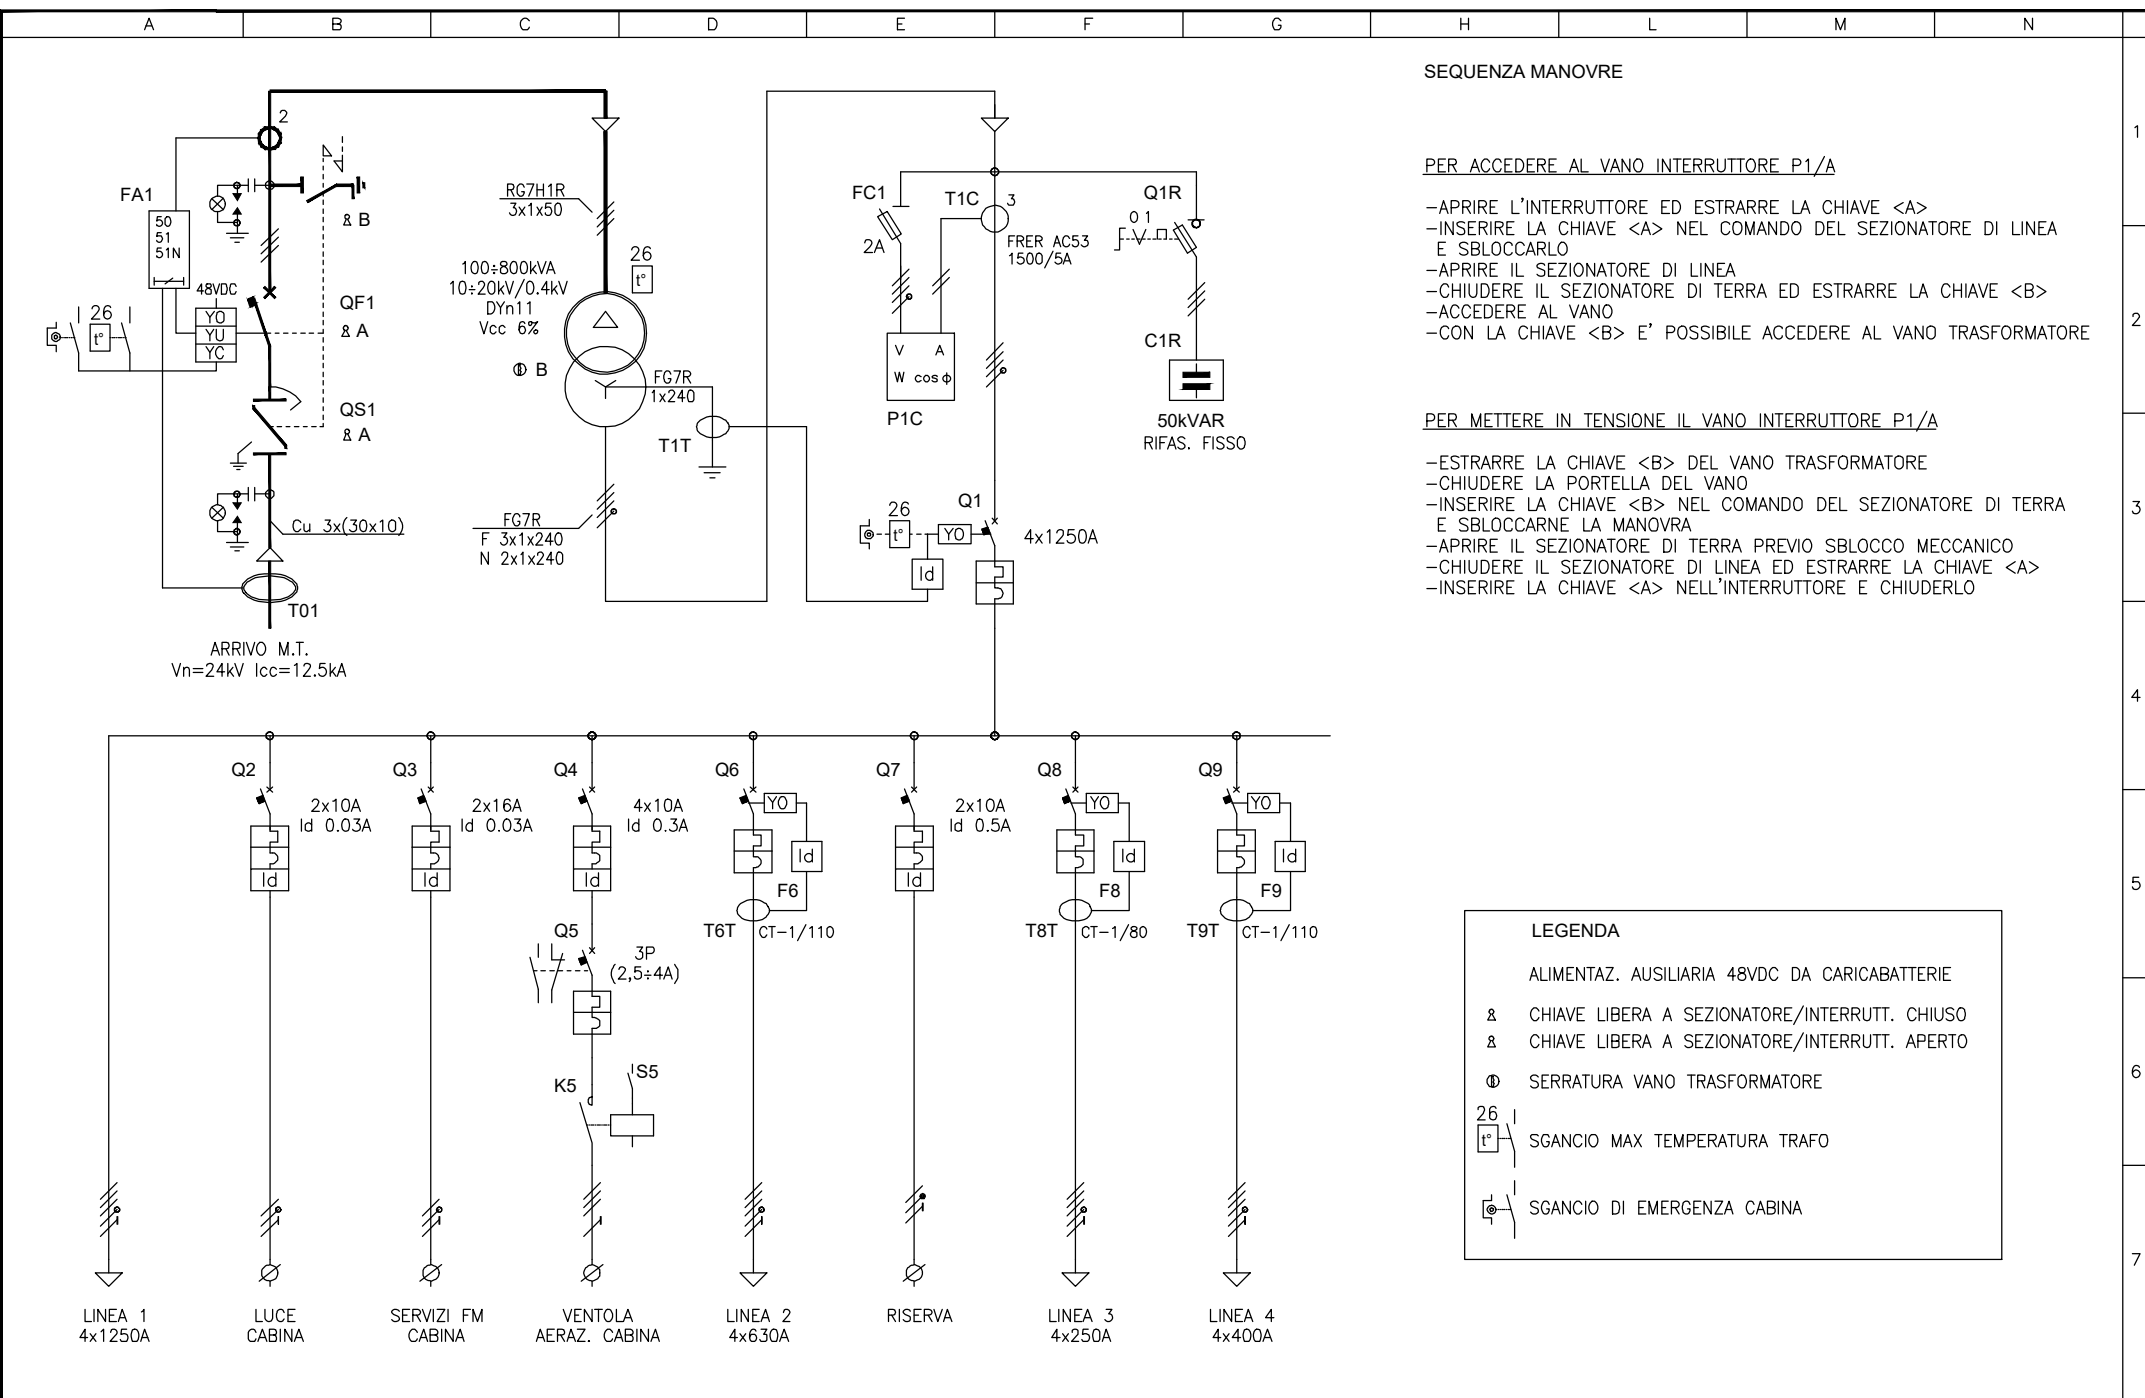 A B C D E F G H L M N
1
2
3
4
5
6
7
SEQUENZA MANOVRE
PER ACCEDERE AL VANO INTERRUTTORE P1/A
-APRIRE L'INTERRUTTORE ED ESTRARRE LA CHIAVE <A>
-INSERIRE LA CHIAVE <A> NEL COMANDO DEL SEZIONATORE DI LINEA
E SBLOCCARLO
-APRIRE IL SEZIONATORE DI LINEA
-CHIUDERE IL SEZIONATORE DI TERRA ED ESTRARRE LA CHIAVE <B>
-ACCEDERE AL VANO
-CON LA CHIAVE <B> E' POSSIBILE ACCEDERE AL VANO TRASFORMATORE
PER METTERE IN TENSIONE IL VANO INTERRUTTORE P1/A
-ESTRARRE LA CHIAVE <B> DEL VANO TRASFORMATORE
-CHIUDERE LA PORTELLA DEL VANO
-INSERIRE LA CHIAVE <B> NEL COMANDO DEL SEZIONATORE DI TERRA
E SBLOCCARNE LA MANOVRA
-APRIRE IL SEZIONATORE DI TERRA PREVIO SBLOCCO MECCANICO
-CHIUDERE IL SEZIONATORE DI LINEA ED ESTRARRE LA CHIAVE <A>
-INSERIRE LA CHIAVE <A> NELL'INTERRUTTORE E CHIUDERLO
2
FA1
50
51
51N
B
48VDC
YO
YU
YC
26
t°
QF1
A
QS1
A
Cu 3x(30x10)
T01
ARRIVO M.T.
Vn=24kV Icc=12.5kA
RG7H1R
3x1x50
26
t°
100÷800kVA
10÷20kV/0.4kV
DYn11
Vcc 6%
B
FG7R
1x240
T1T
FG7R
F 3x1x240
N 2x1x240
FC1
2A
T1C
3
FRER AC53
1500/5A
V A
W cos ϕ
P1C
Q1R
0 1
C1R
50kVAR
RIFAS. FISSO
26
t°
YO
Id
Q1
4x1250A
Q2
2x10A
Id 0.03A
Id
Q3
2x16A
Id 0.03A
Id
Q4
4x10A
Id 0.3A
Id
Q5
3P
(2,5÷4A)
K5
S5
Q6
YO
Id
F6
T6T
CT-1/110
Q7
2x10A
Id 0.5A
Id
Q8
YO
Id
F8
T8T
CT-1/80
Q9
YO
Id
F9
T9T
CT-1/110
LINEA 1
4x1250A
LUCE
CABINA
SERVIZI FM
CABINA
VENTOLA
AERAZ. CABINA
LINEA 2
4x630A
RISERVA
LINEA 3
4x250A
LINEA 4
4x400A
LEGENDA
ALIMENTAZ. AUSILIARIA 48VDC DA CARICABATTERIE
CHIAVE LIBERA A SEZIONATORE/INTERRUTT. CHIUSO
CHIAVE LIBERA A SEZIONATORE/INTERRUTT. APERTO
SERRATURA VANO TRASFORMATORE
26
t°
SGANCIO MAX TEMPERATURA TRAFO
SGANCIO DI EMERGENZA CABINA